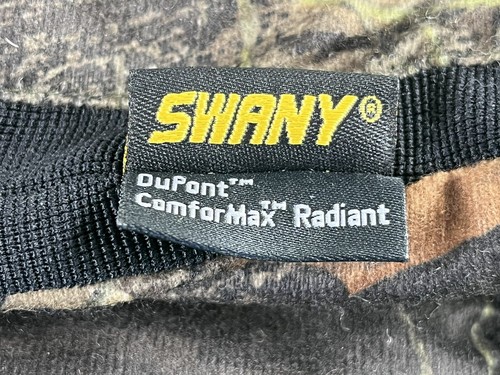 SWANY®
DuPont™
ComforMax™ Radiant